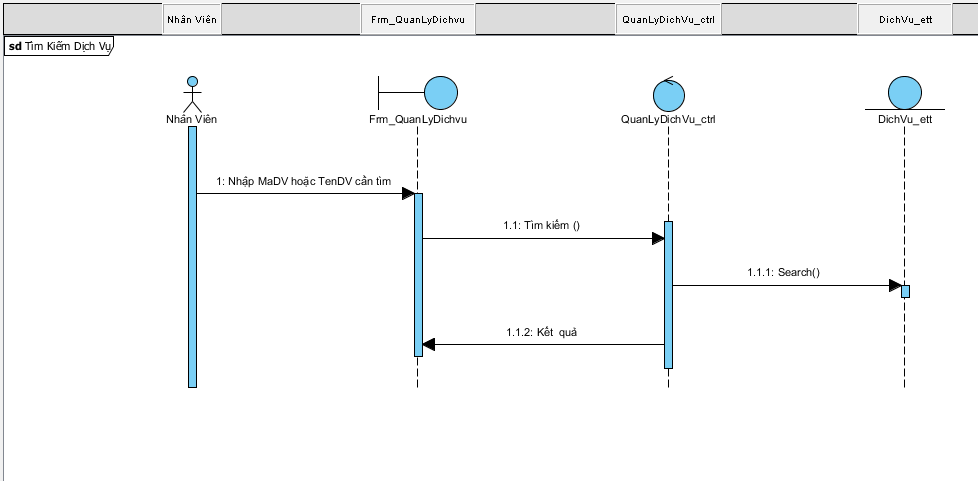 Nhân Viên
Frm_QuanLyDichvu
QuanLyDichVu_ctrl
DichVu_ett
sd Tìm Kiếm Dịch Vụ
Nhân Viên
Frm_QuanLyDichvu
QuanLyDichVu_ctrl
DichVu_ett
1: Nhập MaDV hoặc TenDV cần tìm
1.1: Tìm kiếm ()
1.1.1: Search()
1.1.2: Kết quả